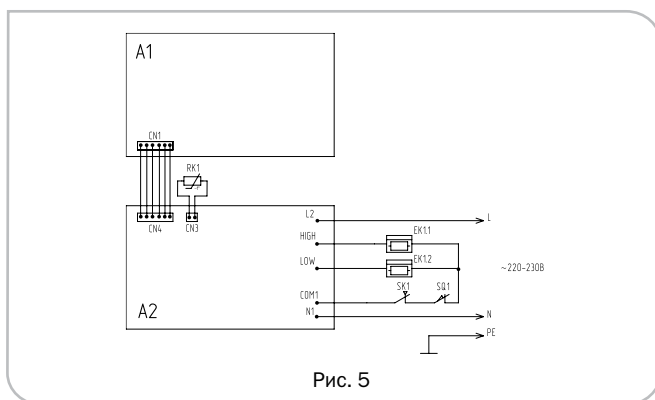 A1
CN1
RK1
t°
CN4
CN3
L2
L
HIGH
EK1.1
LOW
EK1.2
~220-230В
SK1
SQ1
COM1
N1
N
A2
PE
Рис. 5